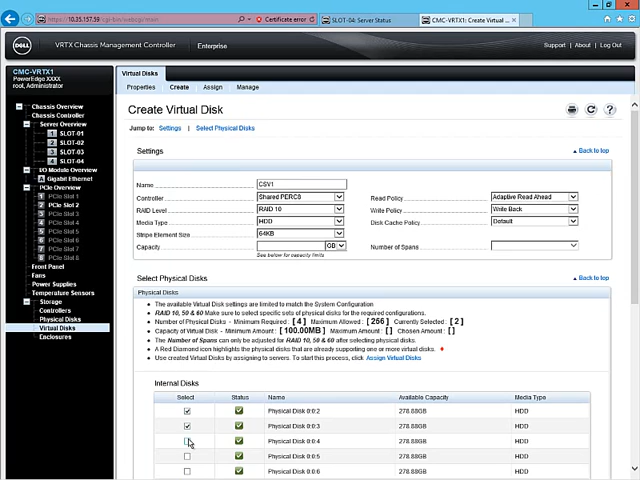 https://10.35.157.59/cgi-bin/webcgi/main
Certificate error
SLOT-04: Server Status
CMC-VRTX1: Create Virtual ...
DELL
VRTX Chassis Management Controller
Enterprise
Support | About | Log Out
CMC-VRTX1
PowerEdge XXXX
root, Administrator
Chassis Overview
Chassis Controller
Server Overview
1 SLOT-01
2 SLOT-02
3 SLOT-03
4 SLOT-04
I/O Module Overview
Gigabit Ethernet
PCIe Overview
1 PCIe Slot 1
2 PCIe Slot 2
3 PCIe Slot 3
4 PCIe Slot 4
5 PCIe Slot 5
6 PCIe Slot 6
7 PCIe Slot 7
8 PCIe Slot 8
Front Panel
Fans
Power Supplies
Temperature Sensors
Storage
Controllers
Physical Disks
Virtual Disks
Enclosures
Virtual Disks
Properties Create Assign Manage
Create Virtual Disk
Jump to: Settings | Select Physical Disks
Settings
Back to top
Name CSV1
Controller Shared PERC8
Read Policy Adaptive Read Ahead
RAID Level RAID 10
Write Policy Write Back
Media Type HDD
Disk Cache Policy Default
Stripe Element Size 64KB
Capacity GB
Number of Spans
See below for capacity limits
Select Physical Disks
Back to top
Physical Disks
The available Virtual Disk settings are limited to match the System Configuration
RAID 10, 50 & 60 Make sure to select specific sets of physical disks for the required configurations.
Number of Physical Disks - Minimum Required : [ 4 ] Maximum Allowed : [ 256 ] Currently Selected : [ 2 ]
Capacity of Virtual Disk - Minimum Amount : [ 100.00MB ] Maximum Amount : [ ] Chosen Amount : [ ]
The Number of Spans can only be adjusted for RAID 10, 50 & 60 after selecting physical disks.
A Red Diamond icon highlights the physical disks that are already supporting one or more virtual disks.
Use created Virtual Disks by assigning to servers. To start this process, click Assign Virtual Disks
Internal Disks
Select Status Name Available Capacity Media Type
Physical Disk 0:0:2 278.88GB HDD
Physical Disk 0:0:3 278.88GB HDD
Physical Disk 0:0:4 278.88GB HDD
Physical Disk 0:0:5 278.88GB HDD
Physical Disk 0:0:6 278.88GB HDD